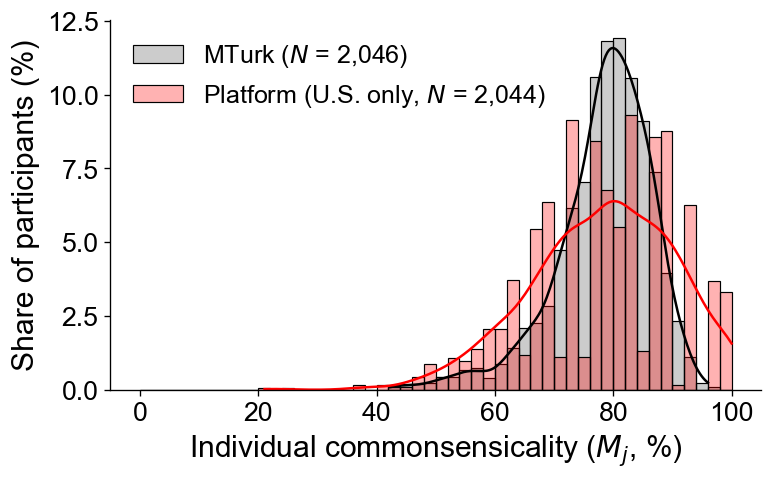 12.5
MTurk (N = 2,046)
10.0
Platform (U.S. only, N = 2,044)
7.5
5.0
2.5
0.0
Share of participants (%)
0 20 40 60 80 100
Individual commonsensicality (Mj, %)